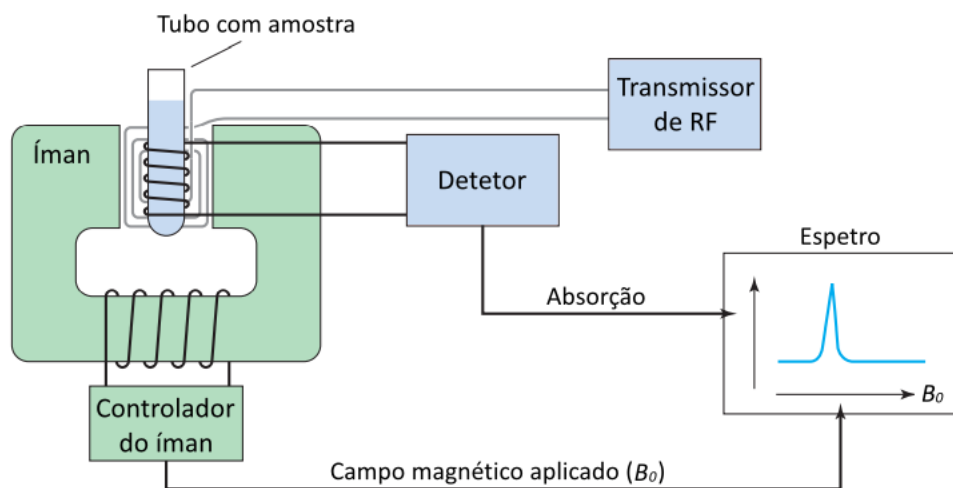 Tubo com amostra
Transmissor
de RF
Íman
Detetor
Espetro
Absorção
B₀
Controlador
do íman
Campo magnético aplicado (B₀)